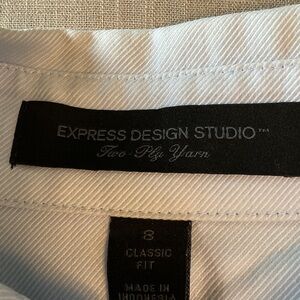 EXPRESS DESIGN STUDIO™
Two-Ply Yarn
8
CLASSIC
FIT
MADE IN
INDONESIA